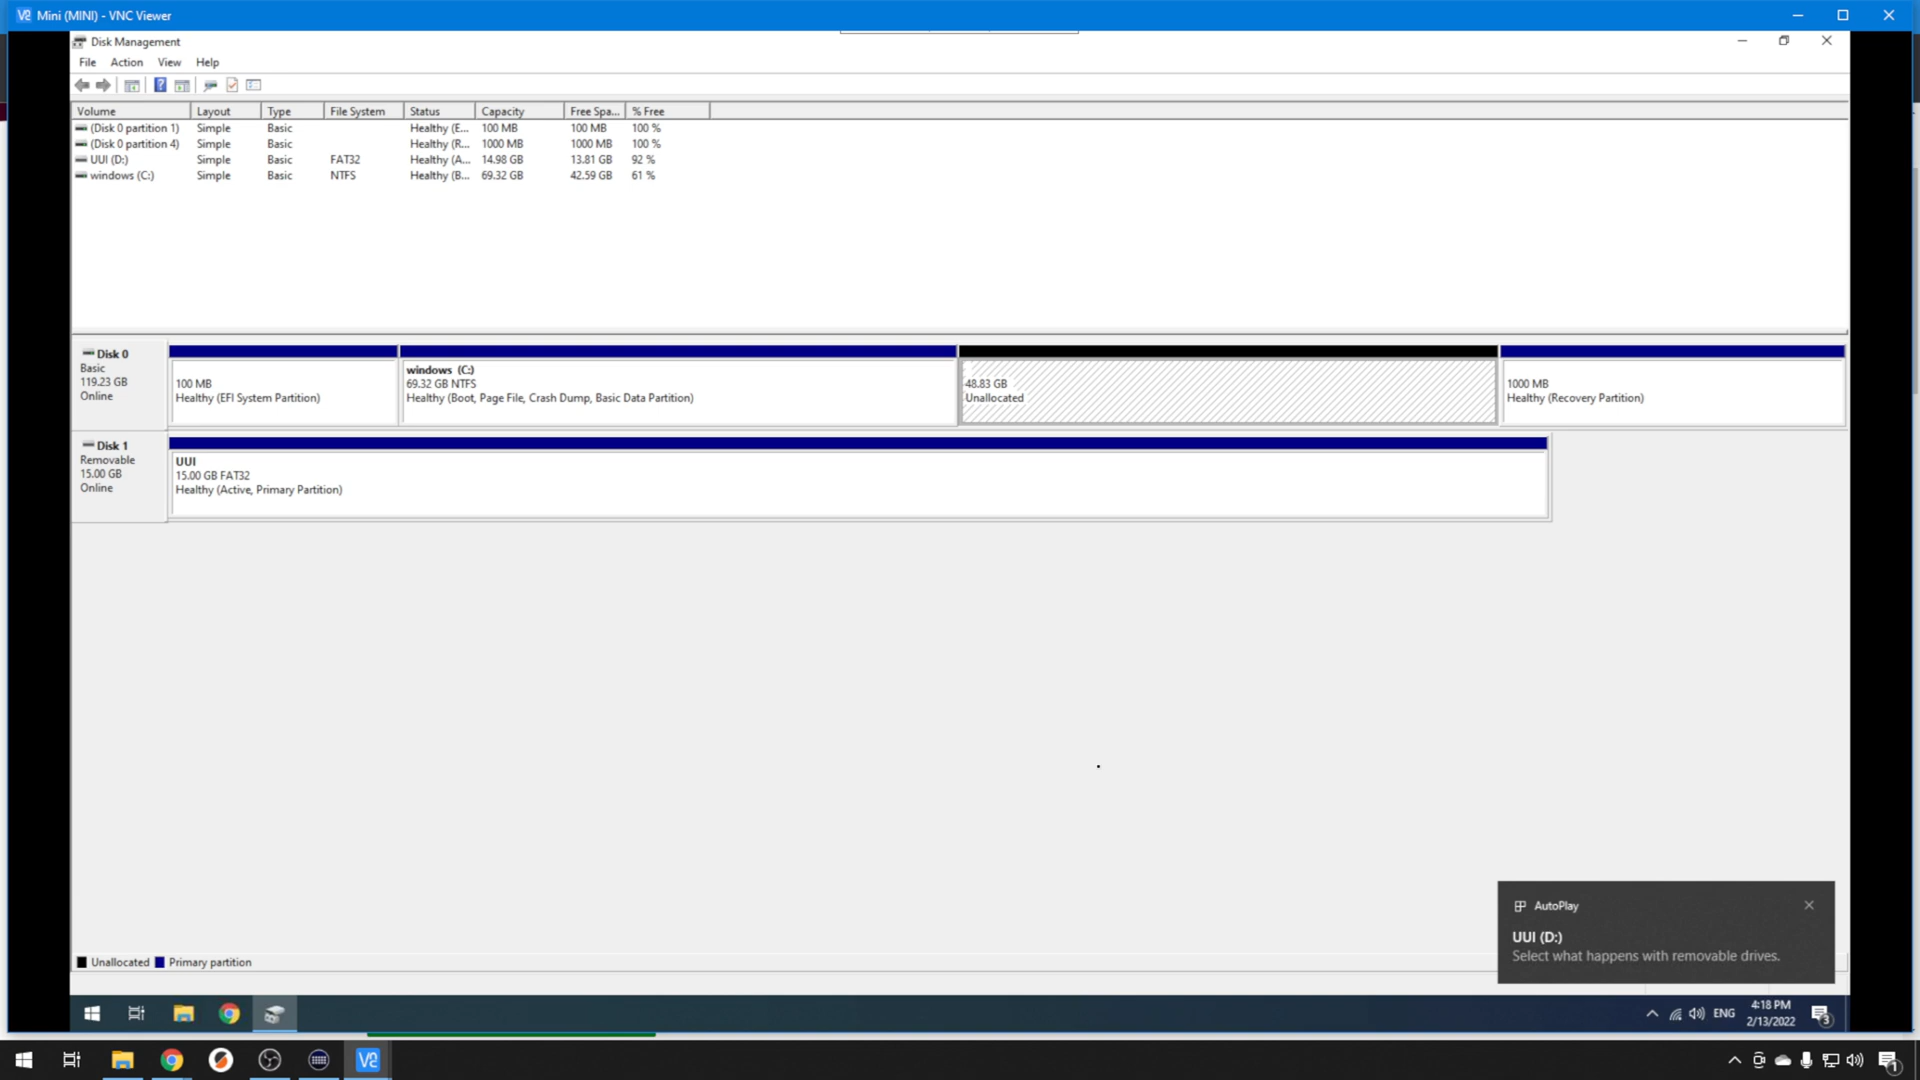 Mini (MINI) - VNC Viewer
Disk Management
File Action View Help
Volume Layout Type File System Status Capacity Free Spa... % Free
(Disk 0 partition 1) Simple Basic Healthy (E... 100 MB 100 MB 100 %
(Disk 0 partition 4) Simple Basic Healthy (R... 1000 MB 1000 MB 100 %
UUI (D:) Simple Basic FAT32 Healthy (A... 14.98 GB 13.81 GB 92 %
windows (C:) Simple Basic NTFS Healthy (B... 69.32 GB 42.59 GB 61 %
Disk 0
Basic
119.23 GB
Online
100 MB
Healthy (EFI System Partition)
windows (C:)
69.32 GB NTFS
Healthy (Boot, Page File, Crash Dump, Basic Data Partition)
48.83 GB
Unallocated
1000 MB
Healthy (Recovery Partition)
Disk 1
Removable
15.00 GB
Online
UUI
15.00 GB FAT32
Healthy (Active, Primary Partition)
AutoPlay
UUI (D:)
Select what happens with removable drives.
Unallocated Primary partition
ENG
4:18 PM
2/13/2022
3
1